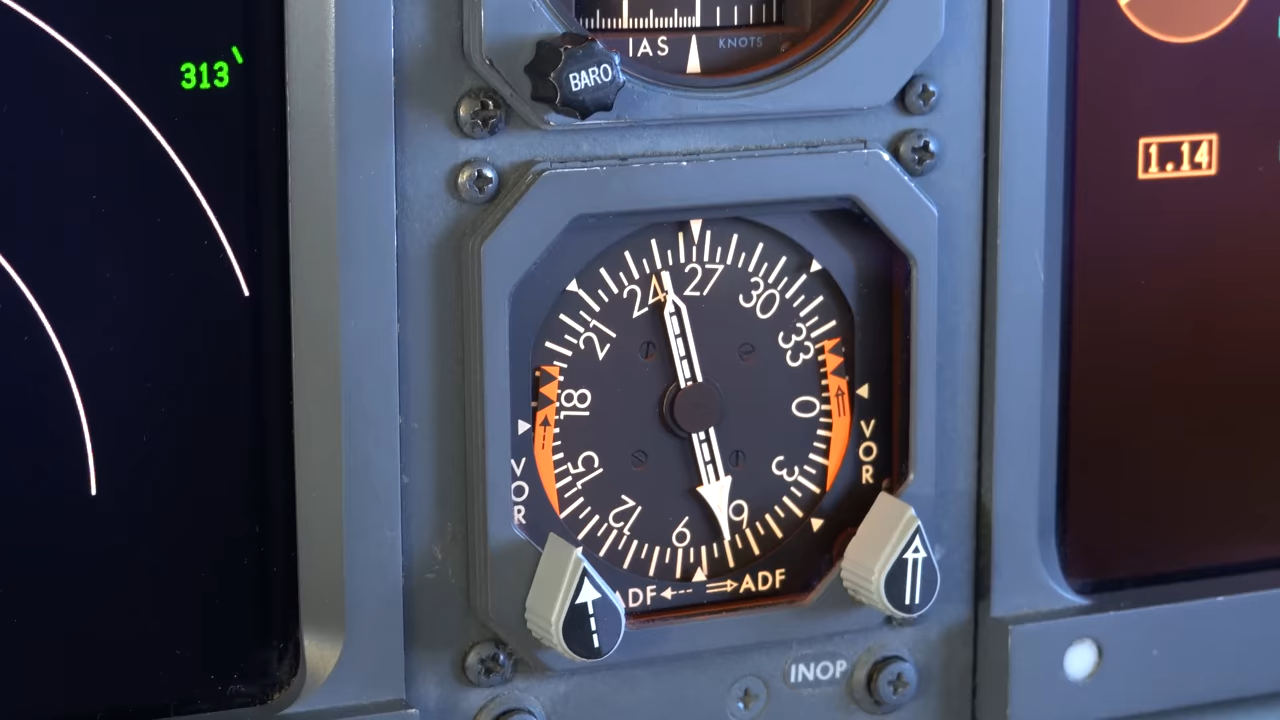 313
IAS KNOTS
BARO
1.14
27
30
33
0
3
6
9
12
15
18
21
24
VOR
VOR
ADF
ADF
INOP